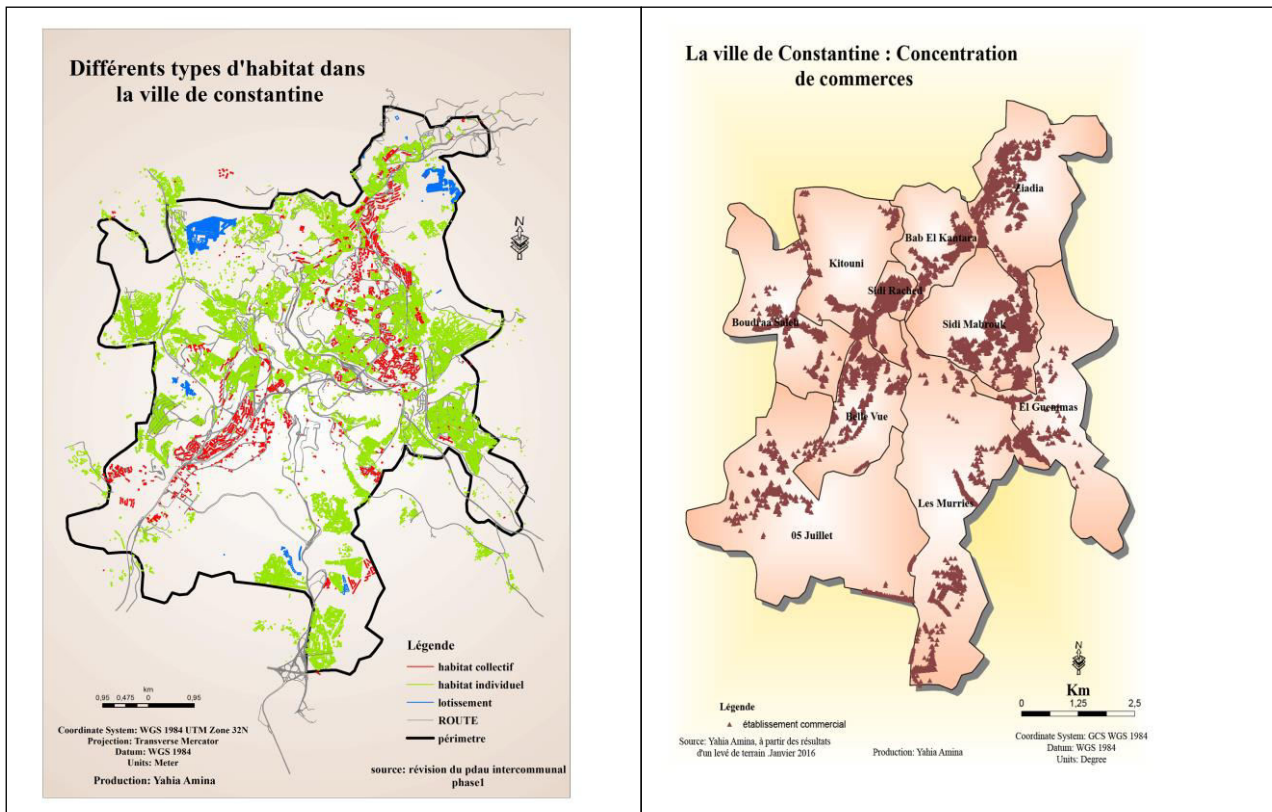 Différents types d'habitat dans
la ville de constantine
N
Légende
habitat collectif
habitat individuel
lotissement
ROUTE
périmetre
km
0,95 0,475 0 0,95
Coordinate System: WGS 1984 UTM Zone 32N
Projection: Transverse Mercator
Datum: WGS 1984
Units: Meter
Production: Yahia Amina
source: révision du pdau intercommunal
phase1
La ville de Constantine : Concentration
de commerces
Ziadia
Bab El Kantara
Kitouni
Sidi Rached
Boudraa Saleh
Sidi Mabrouk
El Guemmas
Belle Vue
Les Murries
05 Juillet
N
Km
0 1,25 2,5
Légende
établissement commercial
Source: Yahia Amina, à partir des résultats
d'un levé de terrain .Janvier 2016
Production: Yahia Amina
Coordinate System: GCS WGS 1984
Datum: WGS 1984
Units: Degree